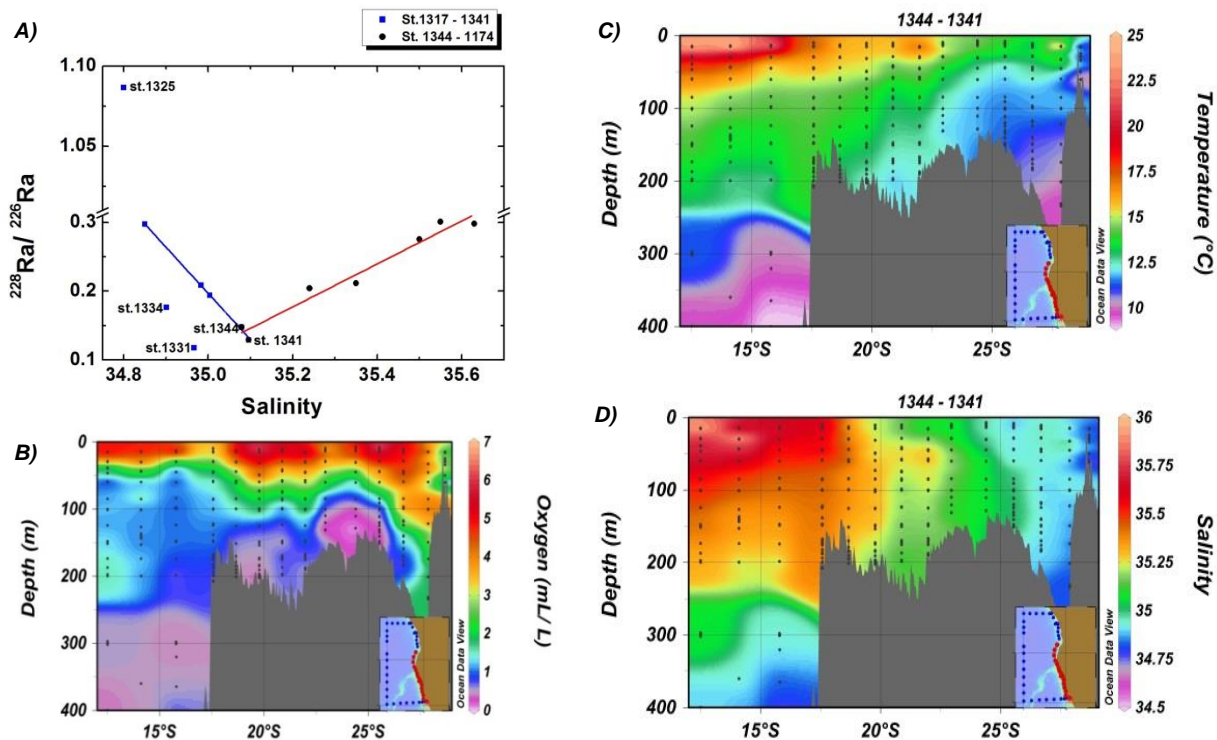 A)
St.1317 - 1341
St. 1344 - 1174
1.10
1.05
0.3
0.2
0.1
228Ra/ 226Ra
st.1325
st.1334
st.1331
st.1344
st. 1341
34.8 35.0 35.2 35.4 35.6
Salinity
B)
0
100
200
300
400
Depth (m)
15°S 20°S 25°S
7
6
5
4
3
2
1
0
Oxygen (mL/ L)
Ocean Data View
C)
1344 - 1341
0
100
200
300
400
Depth (m)
15°S 20°S 25°S
25
22.5
20
17.5
15
12.5
10
Temperature (°C)
Ocean Data View
D)
1344 - 1341
0
100
200
300
400
Depth (m)
15°S 20°S 25°S
36
35.75
35.5
35.25
35
34.75
34.5
Salinity
Ocean Data View